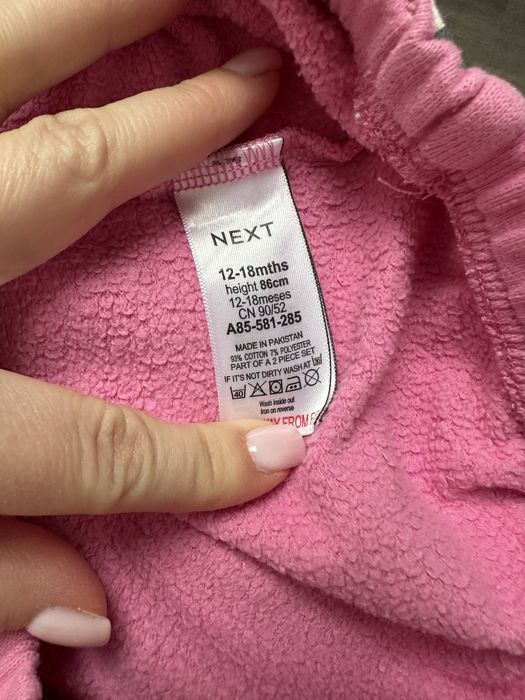 NEXT
12-18mths
height 86cm
12-18meses
CN 90/52
A85-581-285
MADE IN PAKISTAN
93% COTTON 7% POLYESTER
PART OF A 2 PIECE SET
IF IT'S NOT DIRTY WASH AT 30
40
Wash inside out
Iron on reverse
FROM